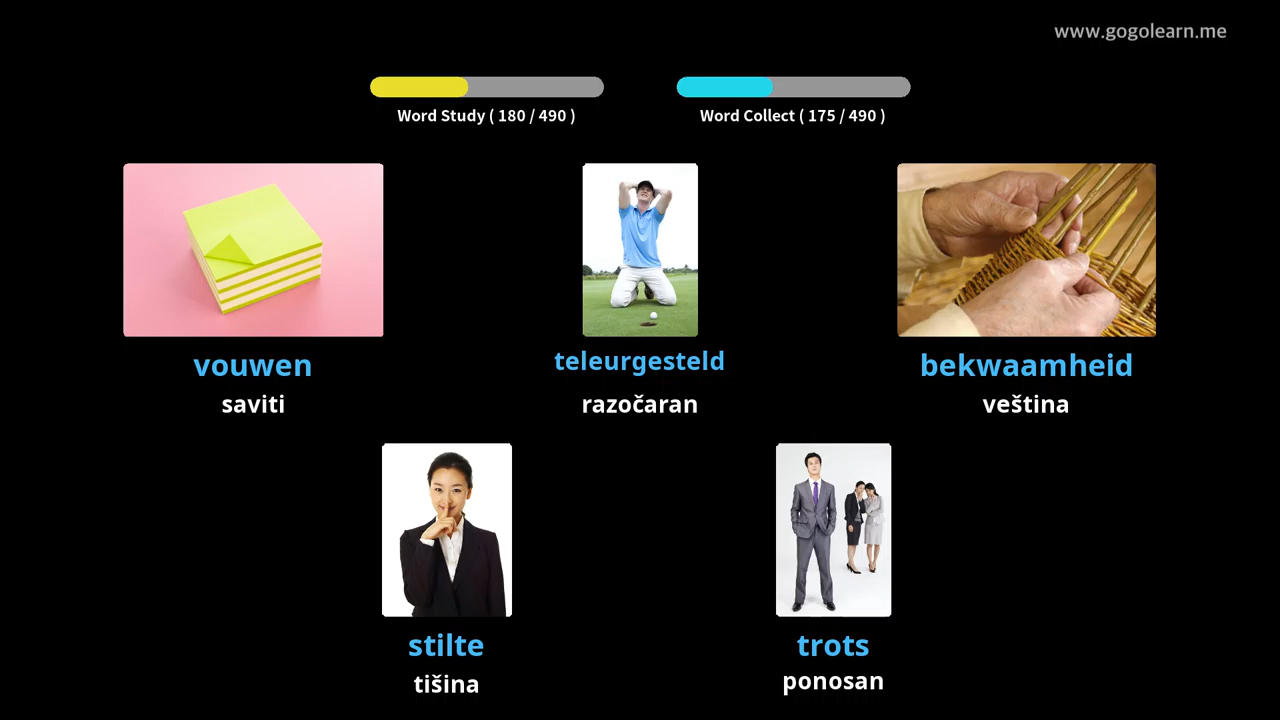 www.gogolearn.me
Word Study ( 180 / 490 )
Word Collect ( 175 / 490 )
vouwen
saviti
teleurgesteld
razočaran
bekwaamheid
veština
stilte
tišina
trots
ponosan